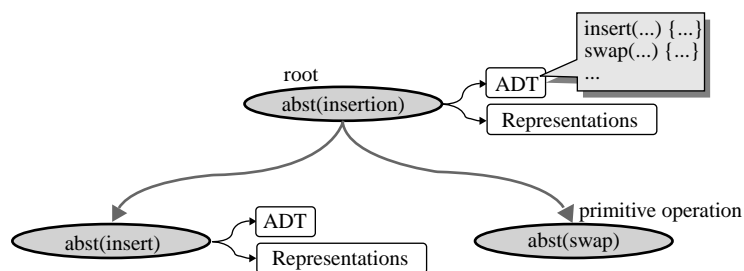 insert(...) {...}
swap(...) {...}
...
root
ADT
abst(insertion)
Representations
primitive operation
ADT
abst(insert)
abst(swap)
Representations